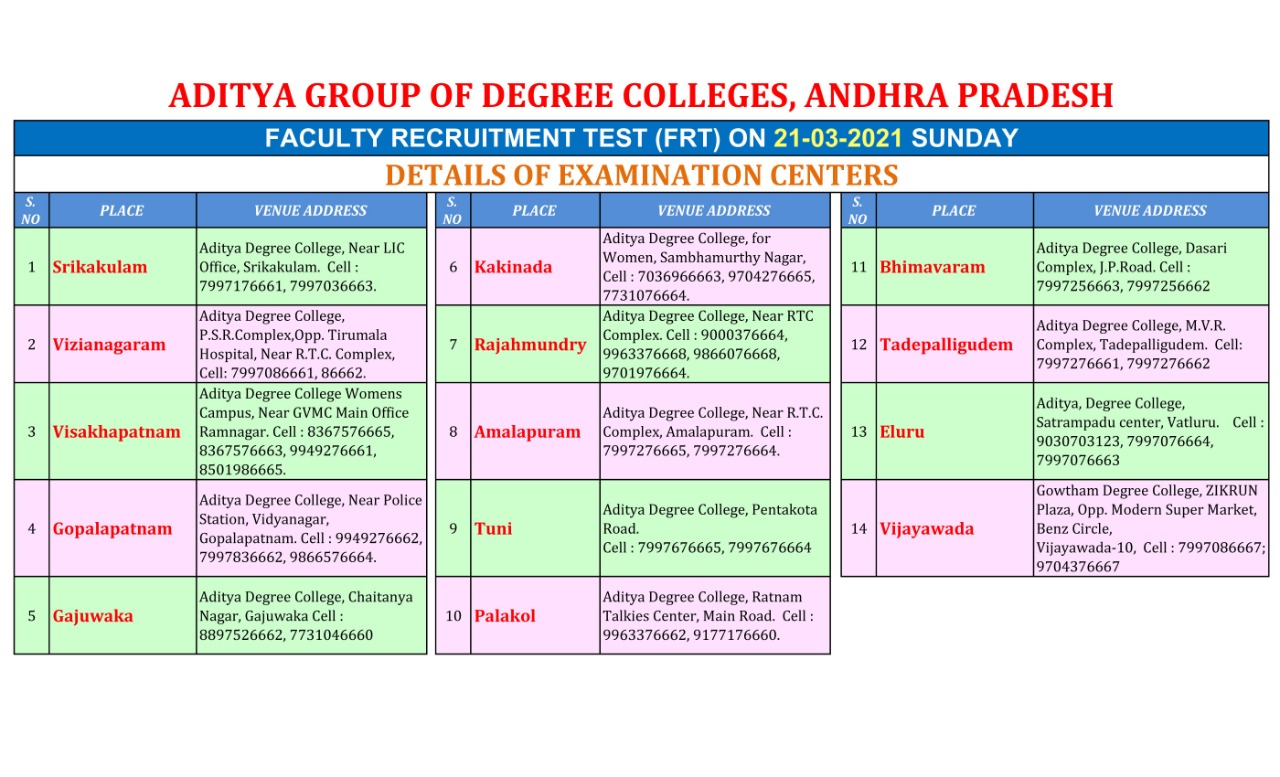 ADITYA GROUP OF DEGREE COLLEGES, ANDHRA PRADESH
FACULTY RECRUITMENT TEST (FRT) ON 21-03-2021 SUNDAY
DETAILS OF EXAMINATION CENTERS
S. NO
PLACE
VENUE ADDRESS
1
Srikakulam
Aditya Degree College, Near LIC
Office, Srikakulam. Cell :
7997176661, 7997036663.
2
Vizianagaram
Aditya Degree College,
P.S.R.Complex,Opp. Tirumala
Hospital, Near R.T.C. Complex,
Cell: 7997086661, 86662.
3
Visakhapatnam
Aditya Degree College Womens
Campus, Near GVMC Main Office
Ramnagar. Cell : 8367576665,
8367576663, 9949276661,
8501986665.
4
Gopalapatnam
Aditya Degree College, Near Police
Station, Vidyanagar,
Gopalapatnam. Cell : 9949276662,
7997836662, 9866576664.
5
Gajuwaka
Aditya Degree College, Chaitanya
Nagar, Gajuwaka Cell :
8897526662, 7731046660
S. NO
PLACE
VENUE ADDRESS
6
Kakinada
Aditya Degree College, for
Women, Sambhamurthy Nagar,
Cell : 7036966663, 9704276665,
7731076664.
7
Rajahmundry
Aditya Degree College, Near RTC
Complex. Cell : 9000376664,
9963376668, 9866076668,
9701976664.
8
Amalapuram
Aditya Degree College, Near R.T.C.
Complex, Amalapuram. Cell :
7997276665, 7997276664.
9
Tuni
Aditya Degree College, Pentakota
Road.
Cell : 7997676665, 7997676664
10
Palakol
Aditya Degree College, Ratnam
Talkies Center, Main Road. Cell :
9963376662, 9177176660.
S. NO
PLACE
VENUE ADDRESS
11
Bhimavaram
Aditya Degree College, Dasari
Complex, J.P.Road. Cell :
7997256663, 7997256662
12
Tadepalligudem
Aditya Degree College, M.V.R.
Complex, Tadepalligudem. Cell:
7997276661, 7997276662
13
Eluru
Aditya, Degree College,
Satrampadu center, Vatluru. Cell :
9030703123, 7997076664,
7997076663
14
Vijayawada
Gowtham Degree College, ZIKRUN
Plaza, Opp. Modern Super Market,
Benz Circle,
Vijayawada-10, Cell : 7997086667;
9704376667